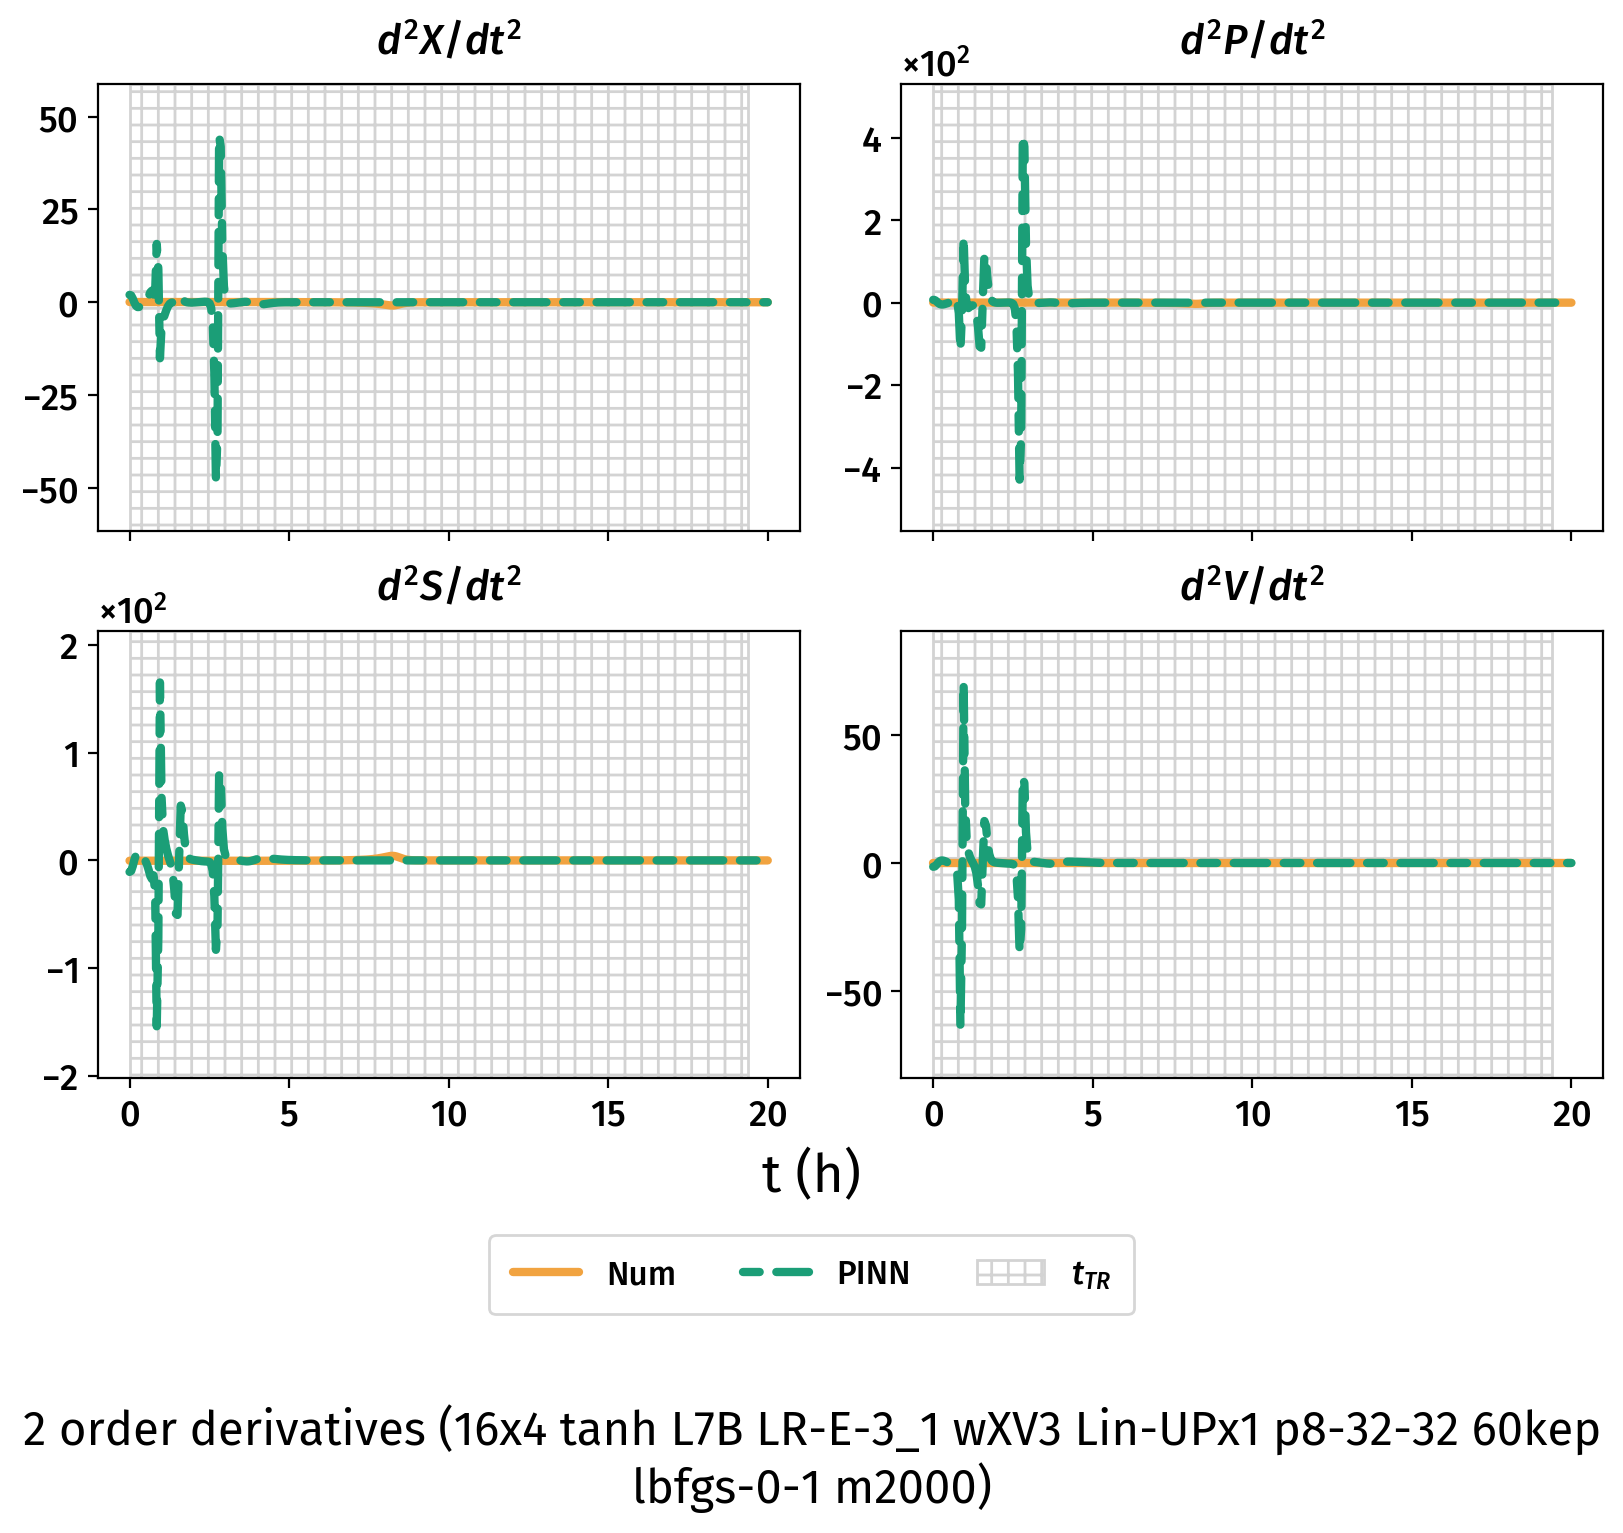 d²X/dt²
50
25
0
−25
−50
d²P/dt²
×10²
4
2
0
−2
−4
d²S/dt²
×10²
2
1
0
−1
−2
0 5 10 15 20
d²V/dt²
50
0
−50
0 5 10 15 20
t (h)
Num PINN t_TR
2 order derivatives (16x4 tanh L7B LR-E-3_1 wXV3 Lin-UPx1 p8-32-32 60kep
lbfgs-0-1 m2000)